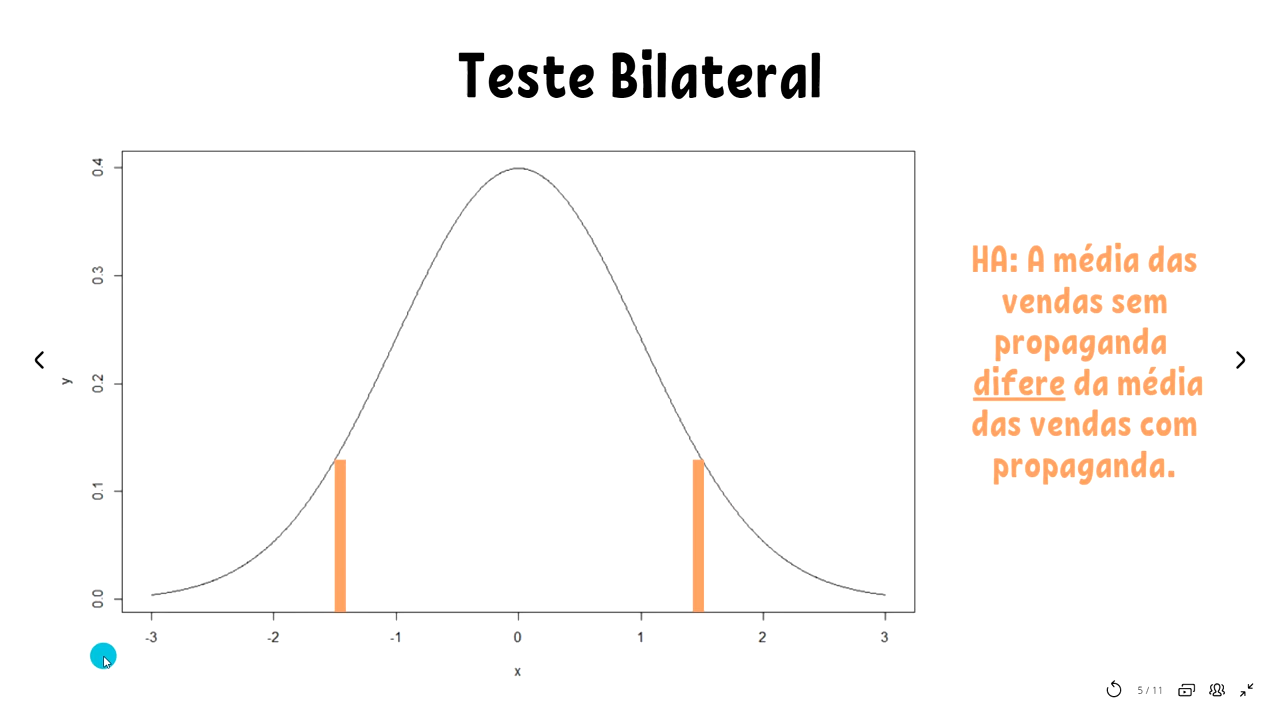 Teste Bilateral
0.4
0.3
0.2
0.1
0.0
y
-3 -2 -1 0 1 2 3
x
HA: A média das
vendas sem
propaganda
difere da média
das vendas com
propaganda.
5 / 11